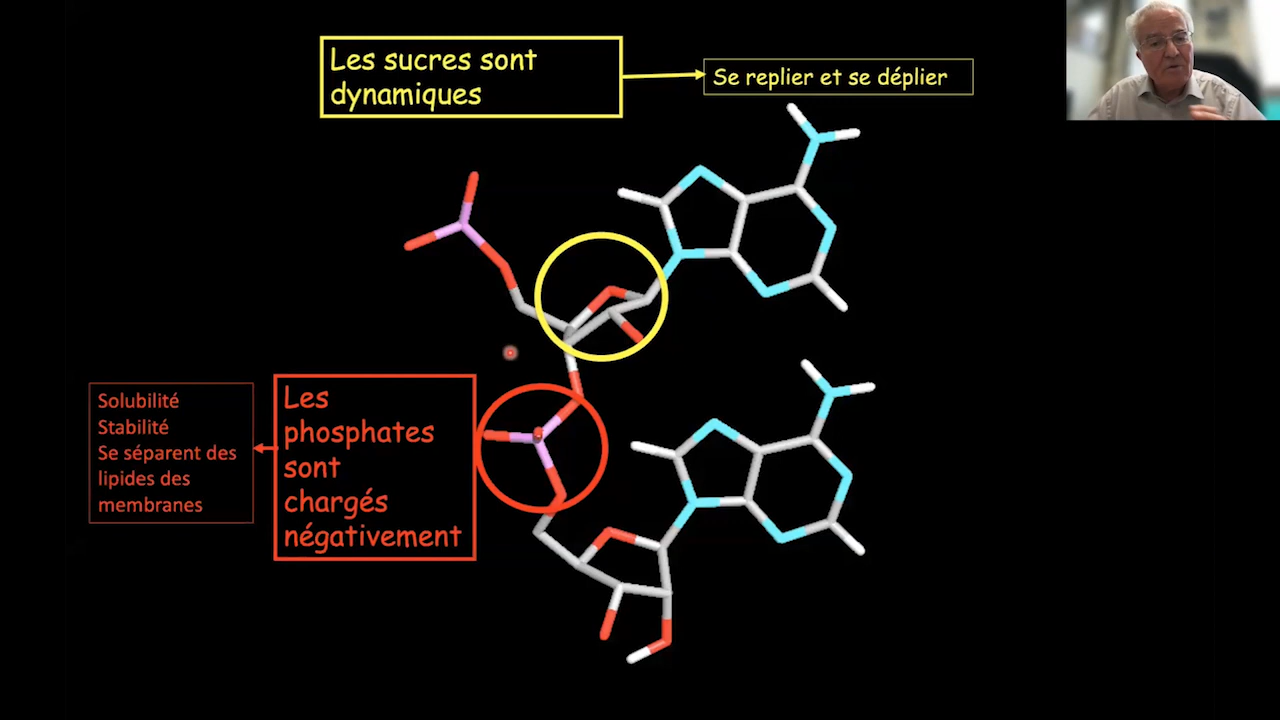 Les sucres sont
dynamiques
Se replier et se déplier
Solubilité
Stabilité
Se séparent des
lipides des
membranes
Les
phosphates
sont
chargés
négativement